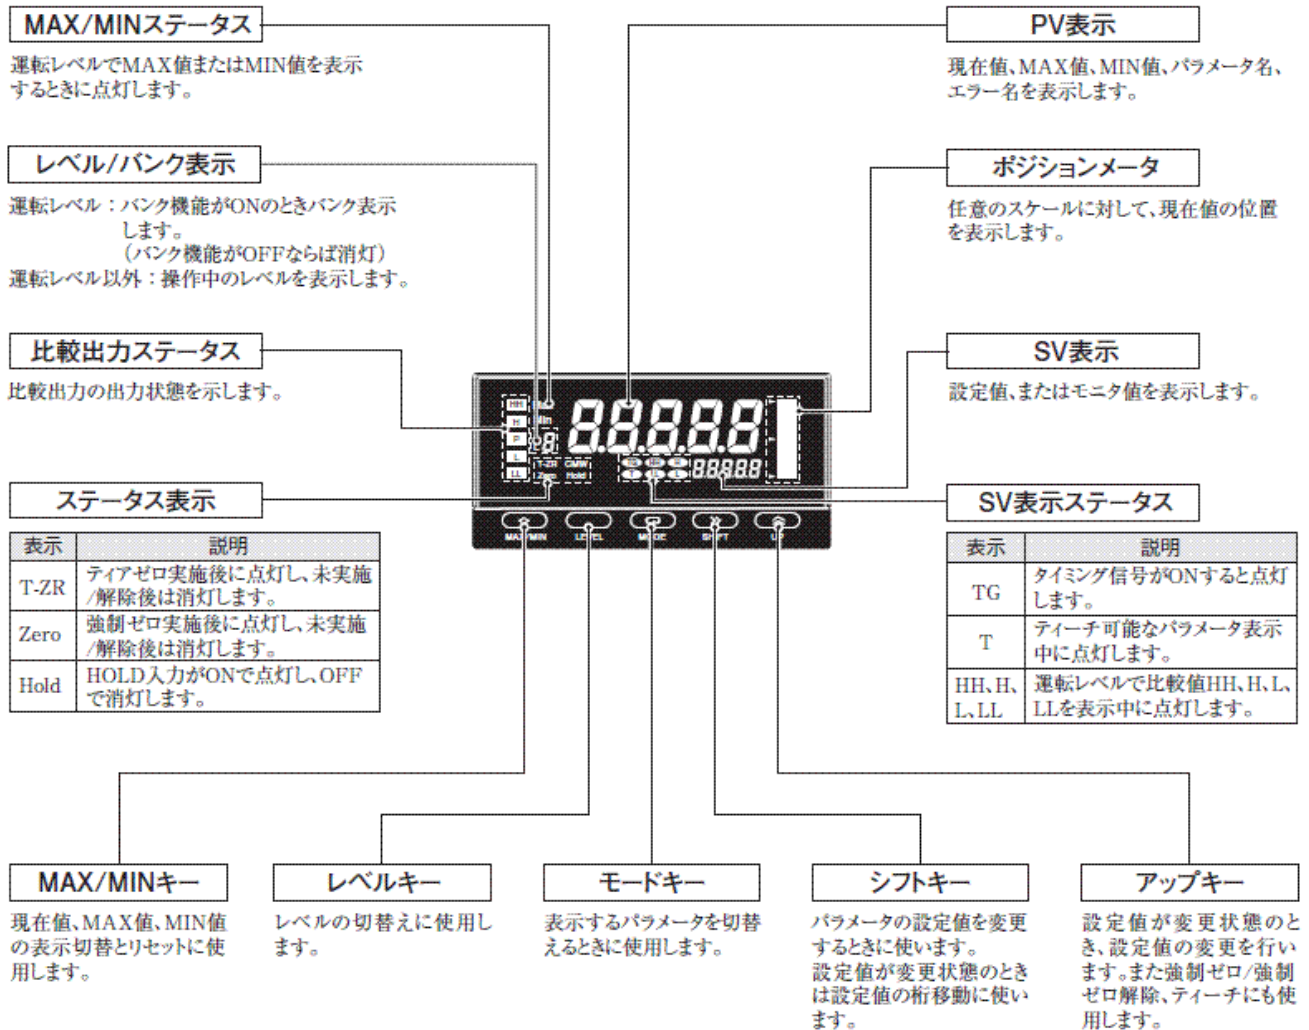 MAX/MINステータス
運転レベルでMAX値またはMIN値を表示
するときに点灯します。
レベル/バンク表示
運転レベル：バンク機能がONのときバンク表示
します。
（バンク機能がOFFならば消灯）
運転レベル以外：操作中のレベルを表示します。
比較出力ステータス
比較出力の出力状態を示します。
ステータス表示
表示 説明
T-ZR ティアゼロ実施後に点灯し、未実施
/解除後は消灯します。
Zero 強制ゼロ実施後に点灯し、未実施
/解除後は消灯します。
Hold HOLD入力がONで点灯し、OFF
で消灯します。
PV表示
現在値、MAX値、MIN値、パラメータ名、
エラー名を表示します。
ポジションメータ
任意のスケールに対して、現在値の位置
を表示します。
SV表示
設定値、またはモニタ値を表示します。
SV表示ステータス
表示 説明
TG タイミング信号がONすると点灯
します。
T ティーチ可能なパラメータ表示
中に点灯します。
HH、H、 運転レベルで比較値HH、H、L、
L、LL LLを表示中に点灯します。
HH
H Min
P
L
LL
T-ZR CMW
Zero Hold
TG HH H
T LL L
8.8.8.8.8
8.8.8.8.8
MAX/MIN LEVEL MODE SHIFT UP
MAX/MINキー
現在値、MAX値、MIN値
の表示切替とリセットに使
用します。
レベルキー
レベルの切替えに使用し
ます。
モードキー
表示するパラメータを切替
えるときに使用します。
シフトキー
パラメータの設定値を変更
するときに使います。
設定値が変更状態のとき
は設定値の桁移動に使い
ます。
アップキー
設定値が変更状態のと
き、設定値の変更を行い
ます。また強制ゼロ/強制
ゼロ解除、ティーチにも使
用します。